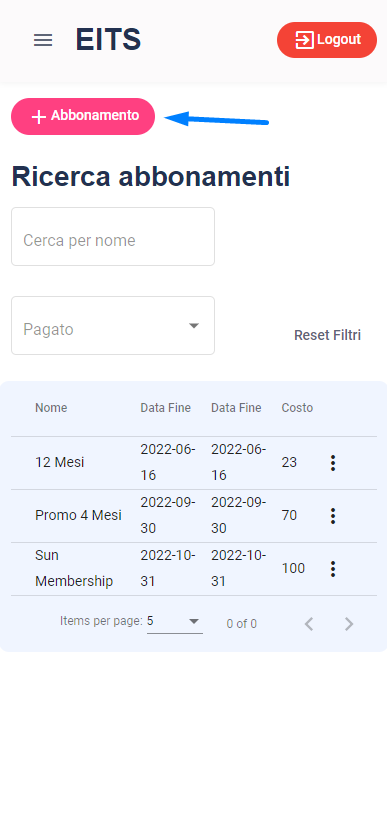 EITS
Logout
Abbonamento
Ricerca abbonamenti
Cerca per nome
Pagato
Reset Filtri
Nome Data Fine Data Fine Costo
12 Mesi 2022-06-16 2022-06-16 23
Promo 4 Mesi 2022-09-30 2022-09-30 70
Sun Membership 2022-10-31 2022-10-31 100
Items per page: 5 0 of 0